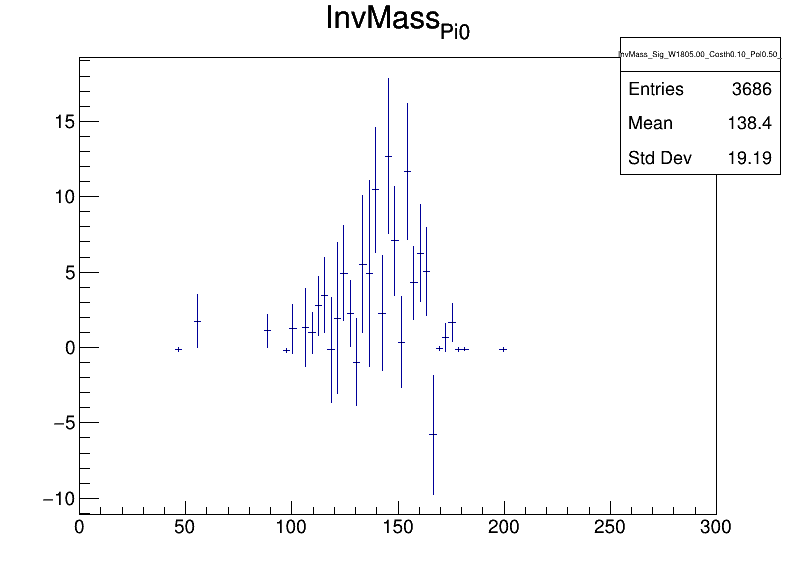 InvMassPi0
InvMass_Sig_W1805.00_Costh0.10_Pol0.50_
Entries 3686
Mean 138.4
Std Dev 19.19
15
10
5
0
−5
−10
0 50 100 150 200 250 300